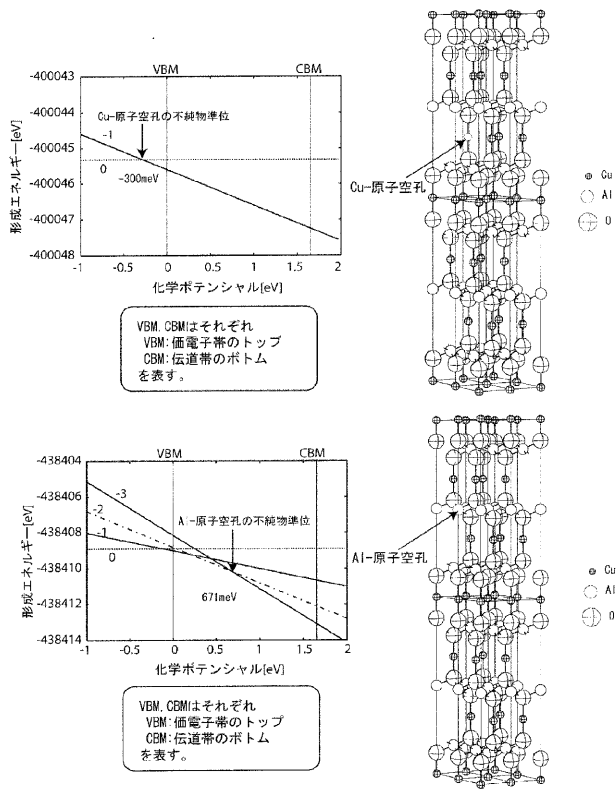 VBM
CBM
-400043
-400044
-400045
-400046
-400047
-400048
形成エネルギー[eV]
Cu-原子空孔の不純物準位
-1
0
-300meV
-1
-0.5
0
0.5
1
1.5
2
化学ポテンシャル[eV]
VBM,CBMはそれぞれ
VBM:価電子帯のトップ
CBM:伝道帯のボトム
を表す。
Cu-原子空孔
Cu
Al
O
VBM
CBM
-438404
-438406
-438408
-438410
-438412
-438414
形成エネルギー[eV]
-3
-2
-1
0
Al-原子空孔の不純物準位
671meV
-1
-0.5
0
0.5
1
1.5
2
化学ポテンシャル[eV]
VBM,CBMはそれぞれ
VBM:価電子帯のトップ
CBM:伝道帯のボトム
を表す。
Al-原子空孔
Cu
Al
O